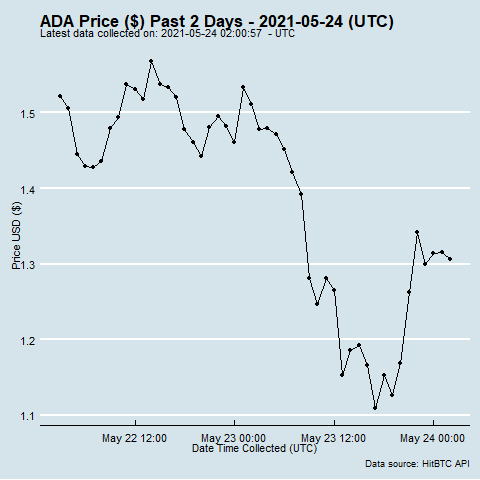 ADA Price ($) Past 2 Days - 2021-05-24 (UTC)
Latest data collected on: 2021-05-24 02:00:57 - UTC
1.5
1.4
1.3
1.2
1.1
Price USD ($)
May 22 12:00
May 23 00:00
May 23 12:00
May 24 00:00
Date Time Collected (UTC)
Data source: HitBTC API